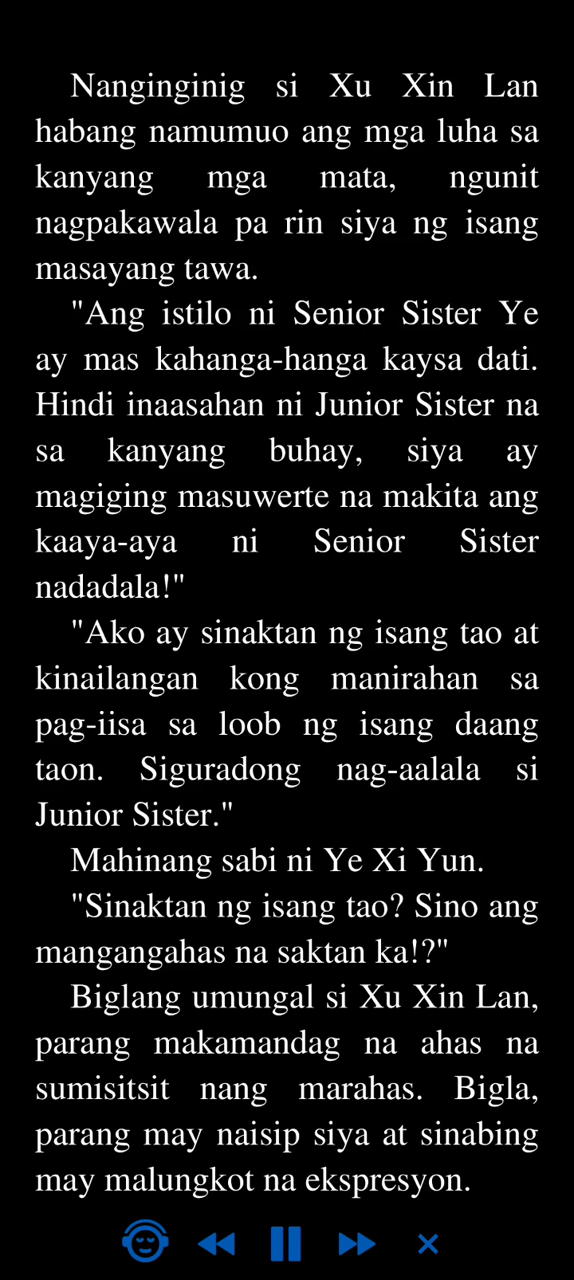 Nanginginig si Xu Xin Lan
habang namumuo ang mga luha sa
kanyang mga mata, ngunit
nagpakawala pa rin siya ng isang
masayang tawa.
"Ang istilo ni Senior Sister Ye
ay mas kahanga-hanga kaysa dati.
Hindi inaasahan ni Junior Sister na
sa kanyang buhay, siya ay
magiging masuwerte na makita ang
kaaya-aya ni Senior Sister
nadadala!"
"Ako ay sinaktan ng isang tao at
kinailangan kong manirahan sa
pag-iisa sa loob ng isang daang
taon. Siguradong nag-aalala si
Junior Sister."
Mahinang sabi ni Ye Xi Yun.
"Sinaktan ng isang tao? Sino ang
mangangahas na saktan ka!?"
Biglang umungal si Xu Xin Lan,
parang makamandag na ahas na
sumisitsit nang marahas. Bigla,
parang may naisip siya at sinabing
may malungkot na ekspresyon.